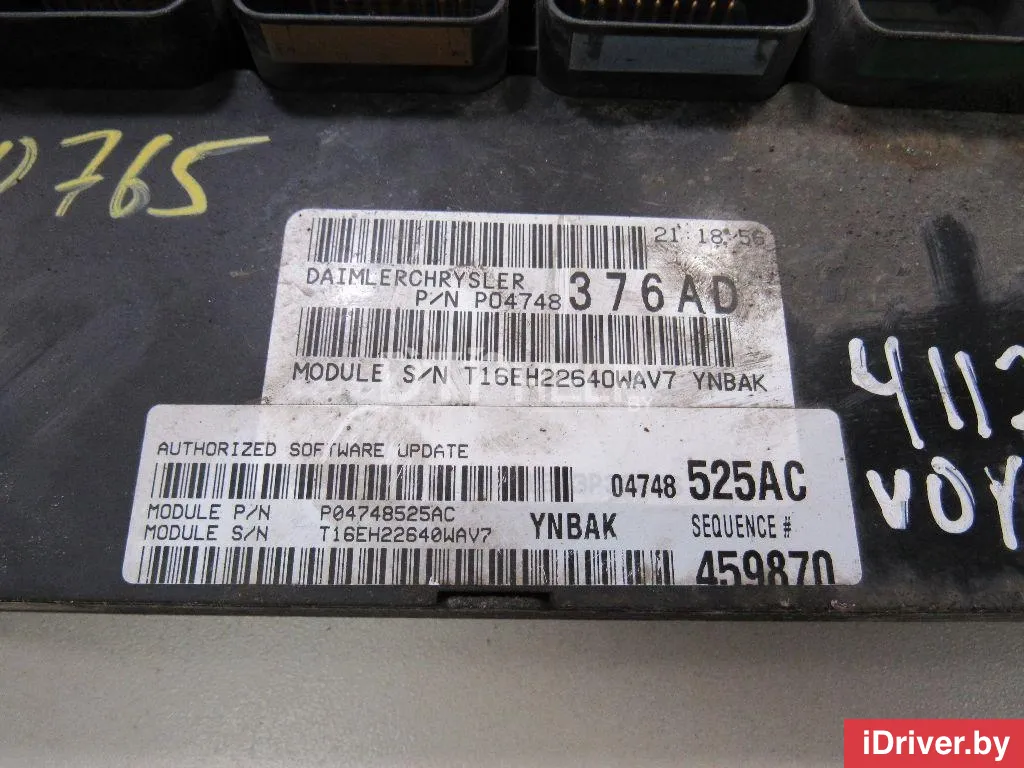 0765
21 18:56
DAIMLERCHRYSLER
P/N P04748 376AD
MODULE S/N T16EH22640WAV7 YNBAK
4112
VOY
AUTHORIZED SOFTWARE UPDATE
04748 525AC
MODULE P/N P04748525AC
MODULE S/N T16EH22640WAV7
YNBAK
SEQUENCE #
459870
iDriver.by